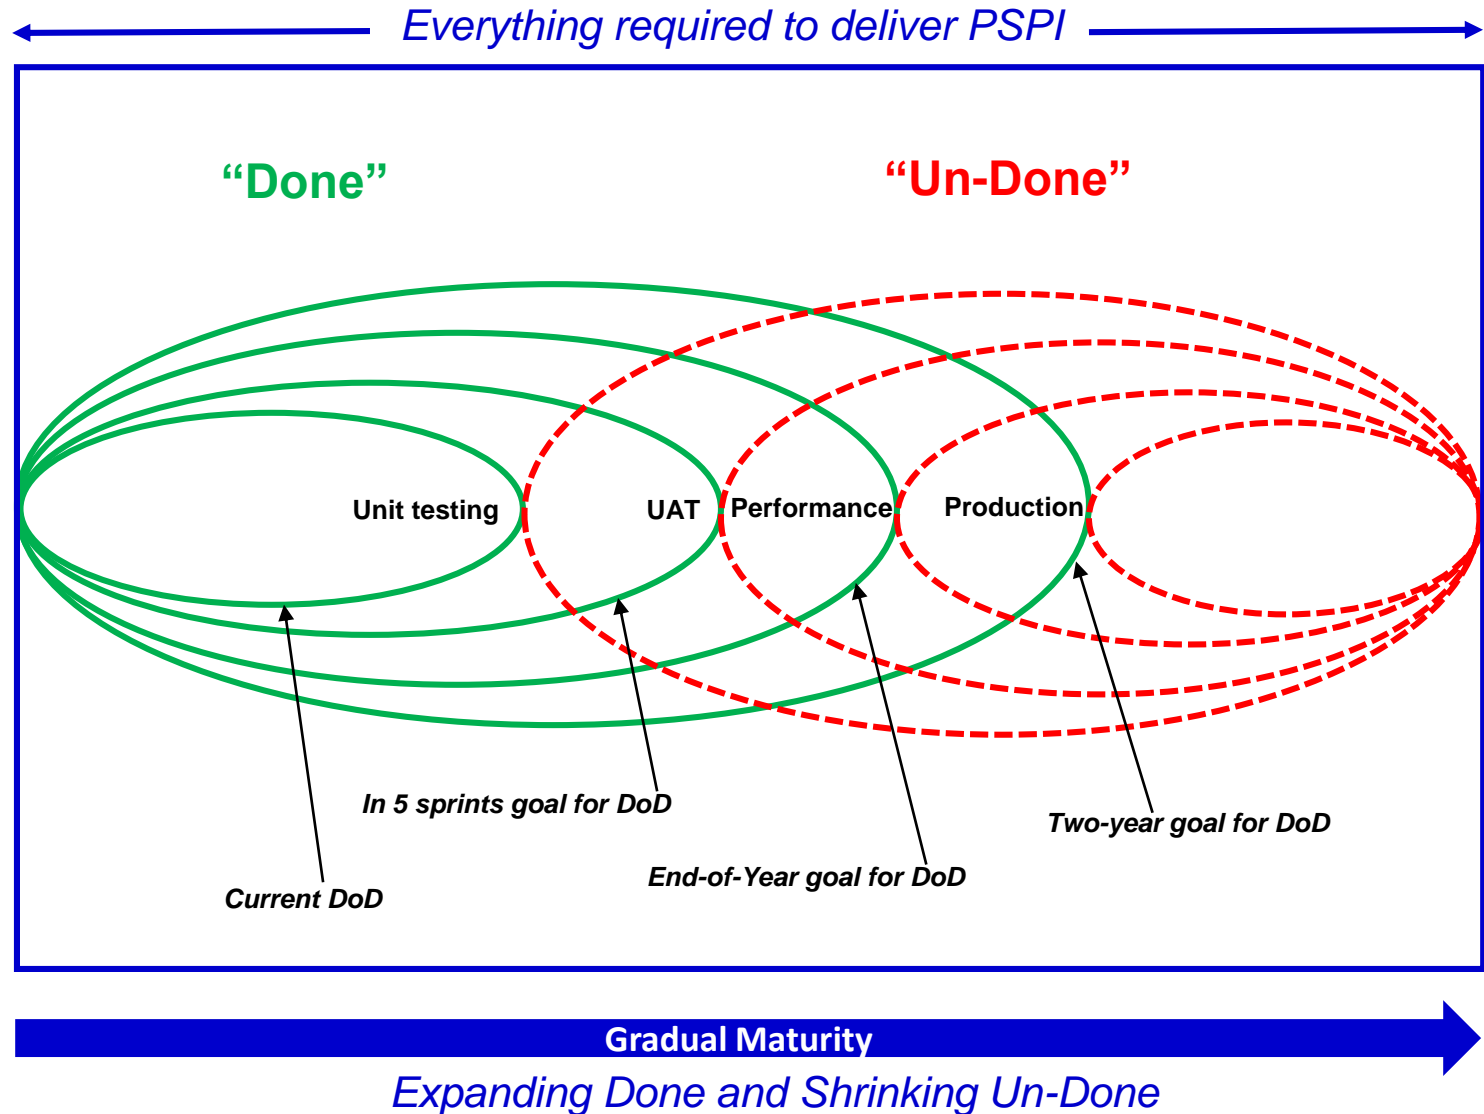 Everything required to deliver PSPI
“Done”
“Un-Done”
Unit testing
UAT
Performance
Production
In 5 sprints goal for DoD
Two-year goal for DoD
End-of-Year goal for DoD
Current DoD
Gradual Maturity
Expanding Done and Shrinking Un-Done